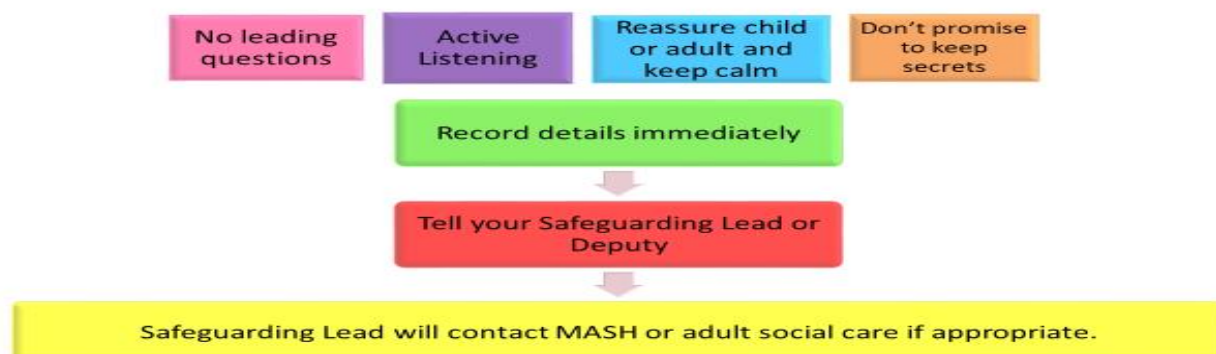 No leading
questions
Active
Listening
Reassure child
or adult and
keep calm
Don't promise
to keep
secrets
Record details immediately
Tell your Safeguarding Lead or
Deputy
Safeguarding Lead will contact MASH or adult social care if appropriate.